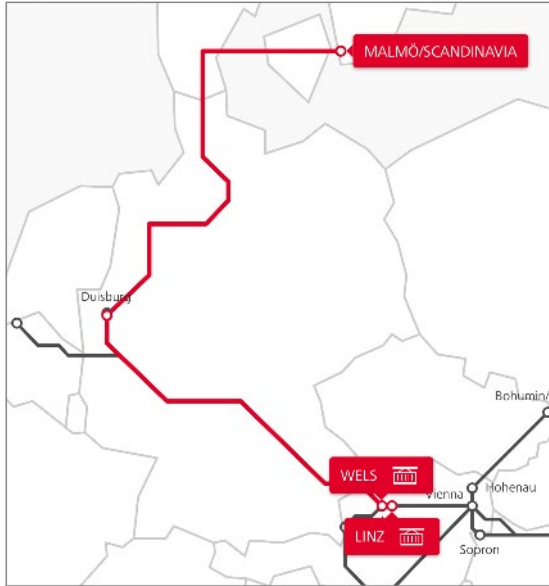 MALMÖ/SCANDINAVIA
Duisburg
Bohumin/
WELS
Vienna
Hohenau
LINZ
Sopron